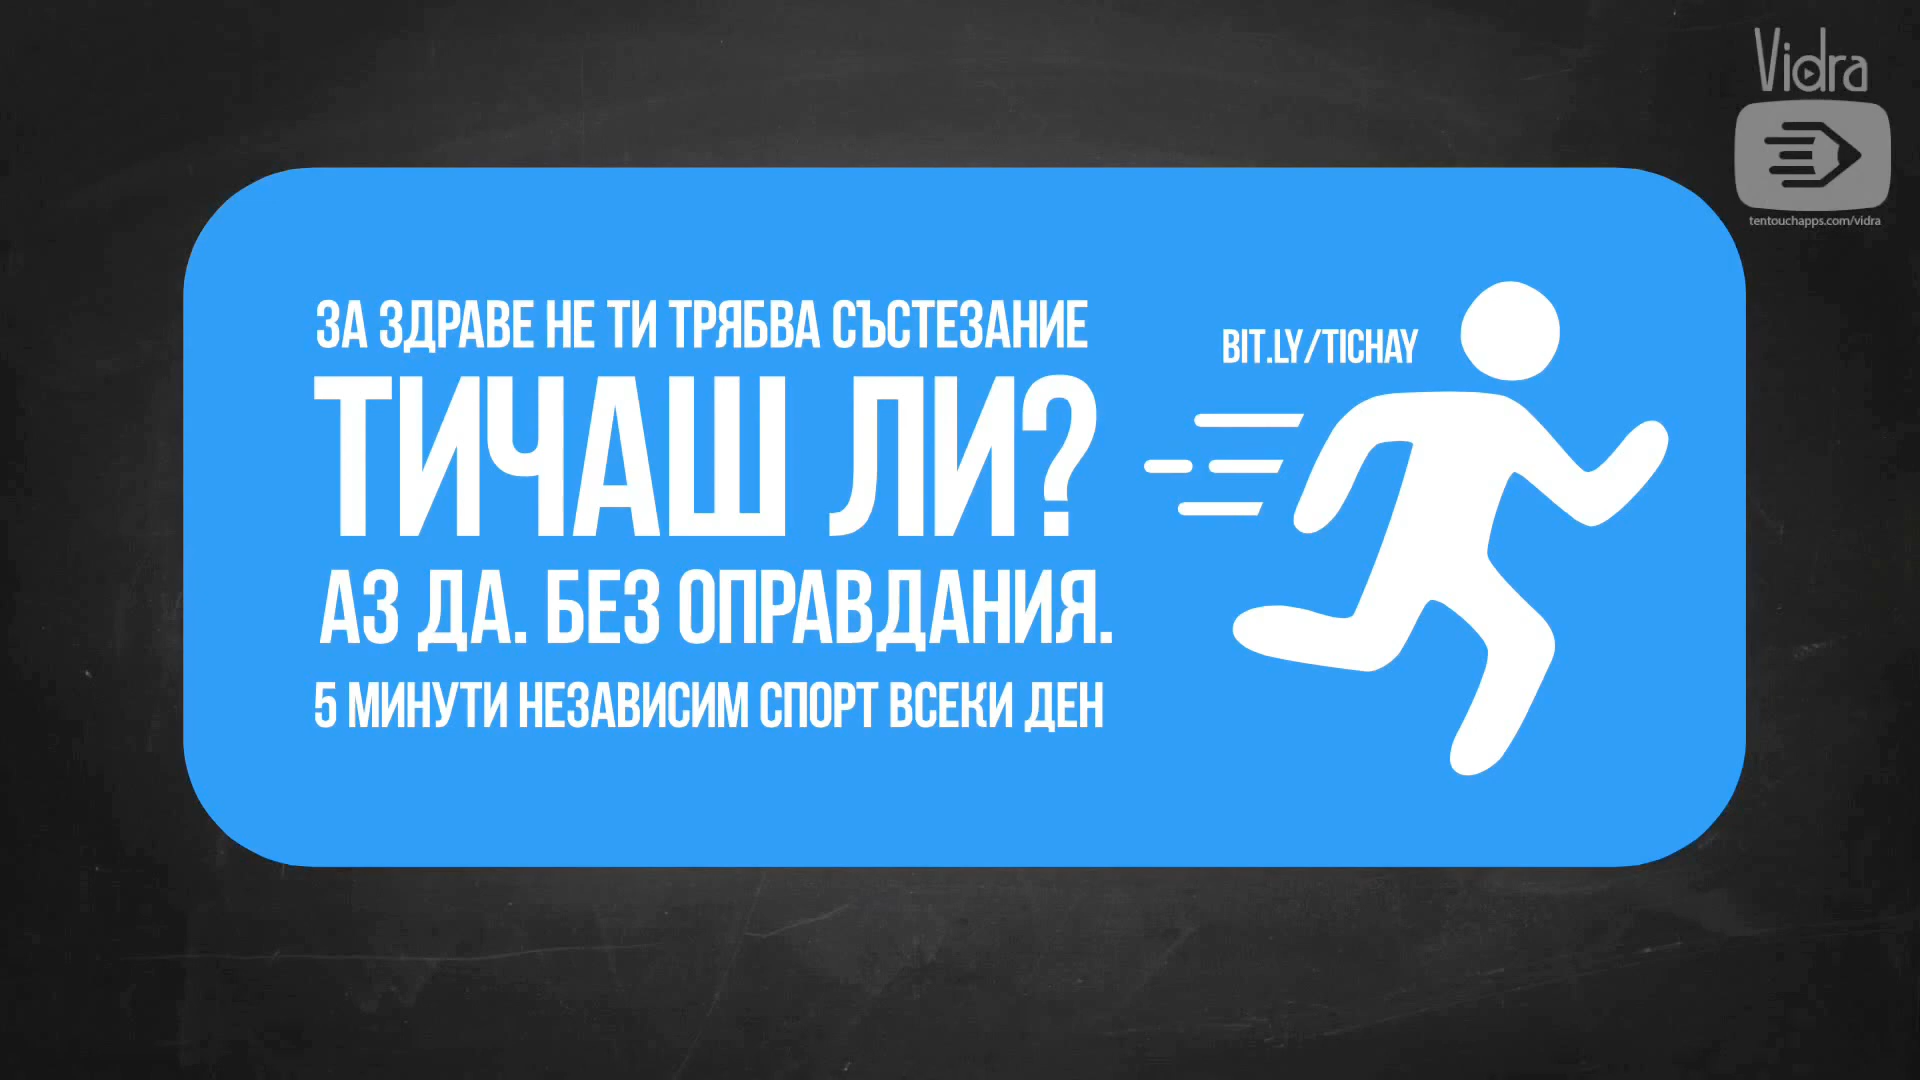 Vidra
tentouchapps.com/vidra
ЗА ЗДРАВЕ НЕ ТИ ТРЯБВА СЪСТЕЗАНИЕ
BIT.LY/TICHAY
ТИЧАШ ЛИ?
АЗ ДА. БЕЗ ОПРАВДАНИЯ.
5 МИНУТИ НЕЗАВИСИМ СПОРТ ВСЕКИ ДЕН